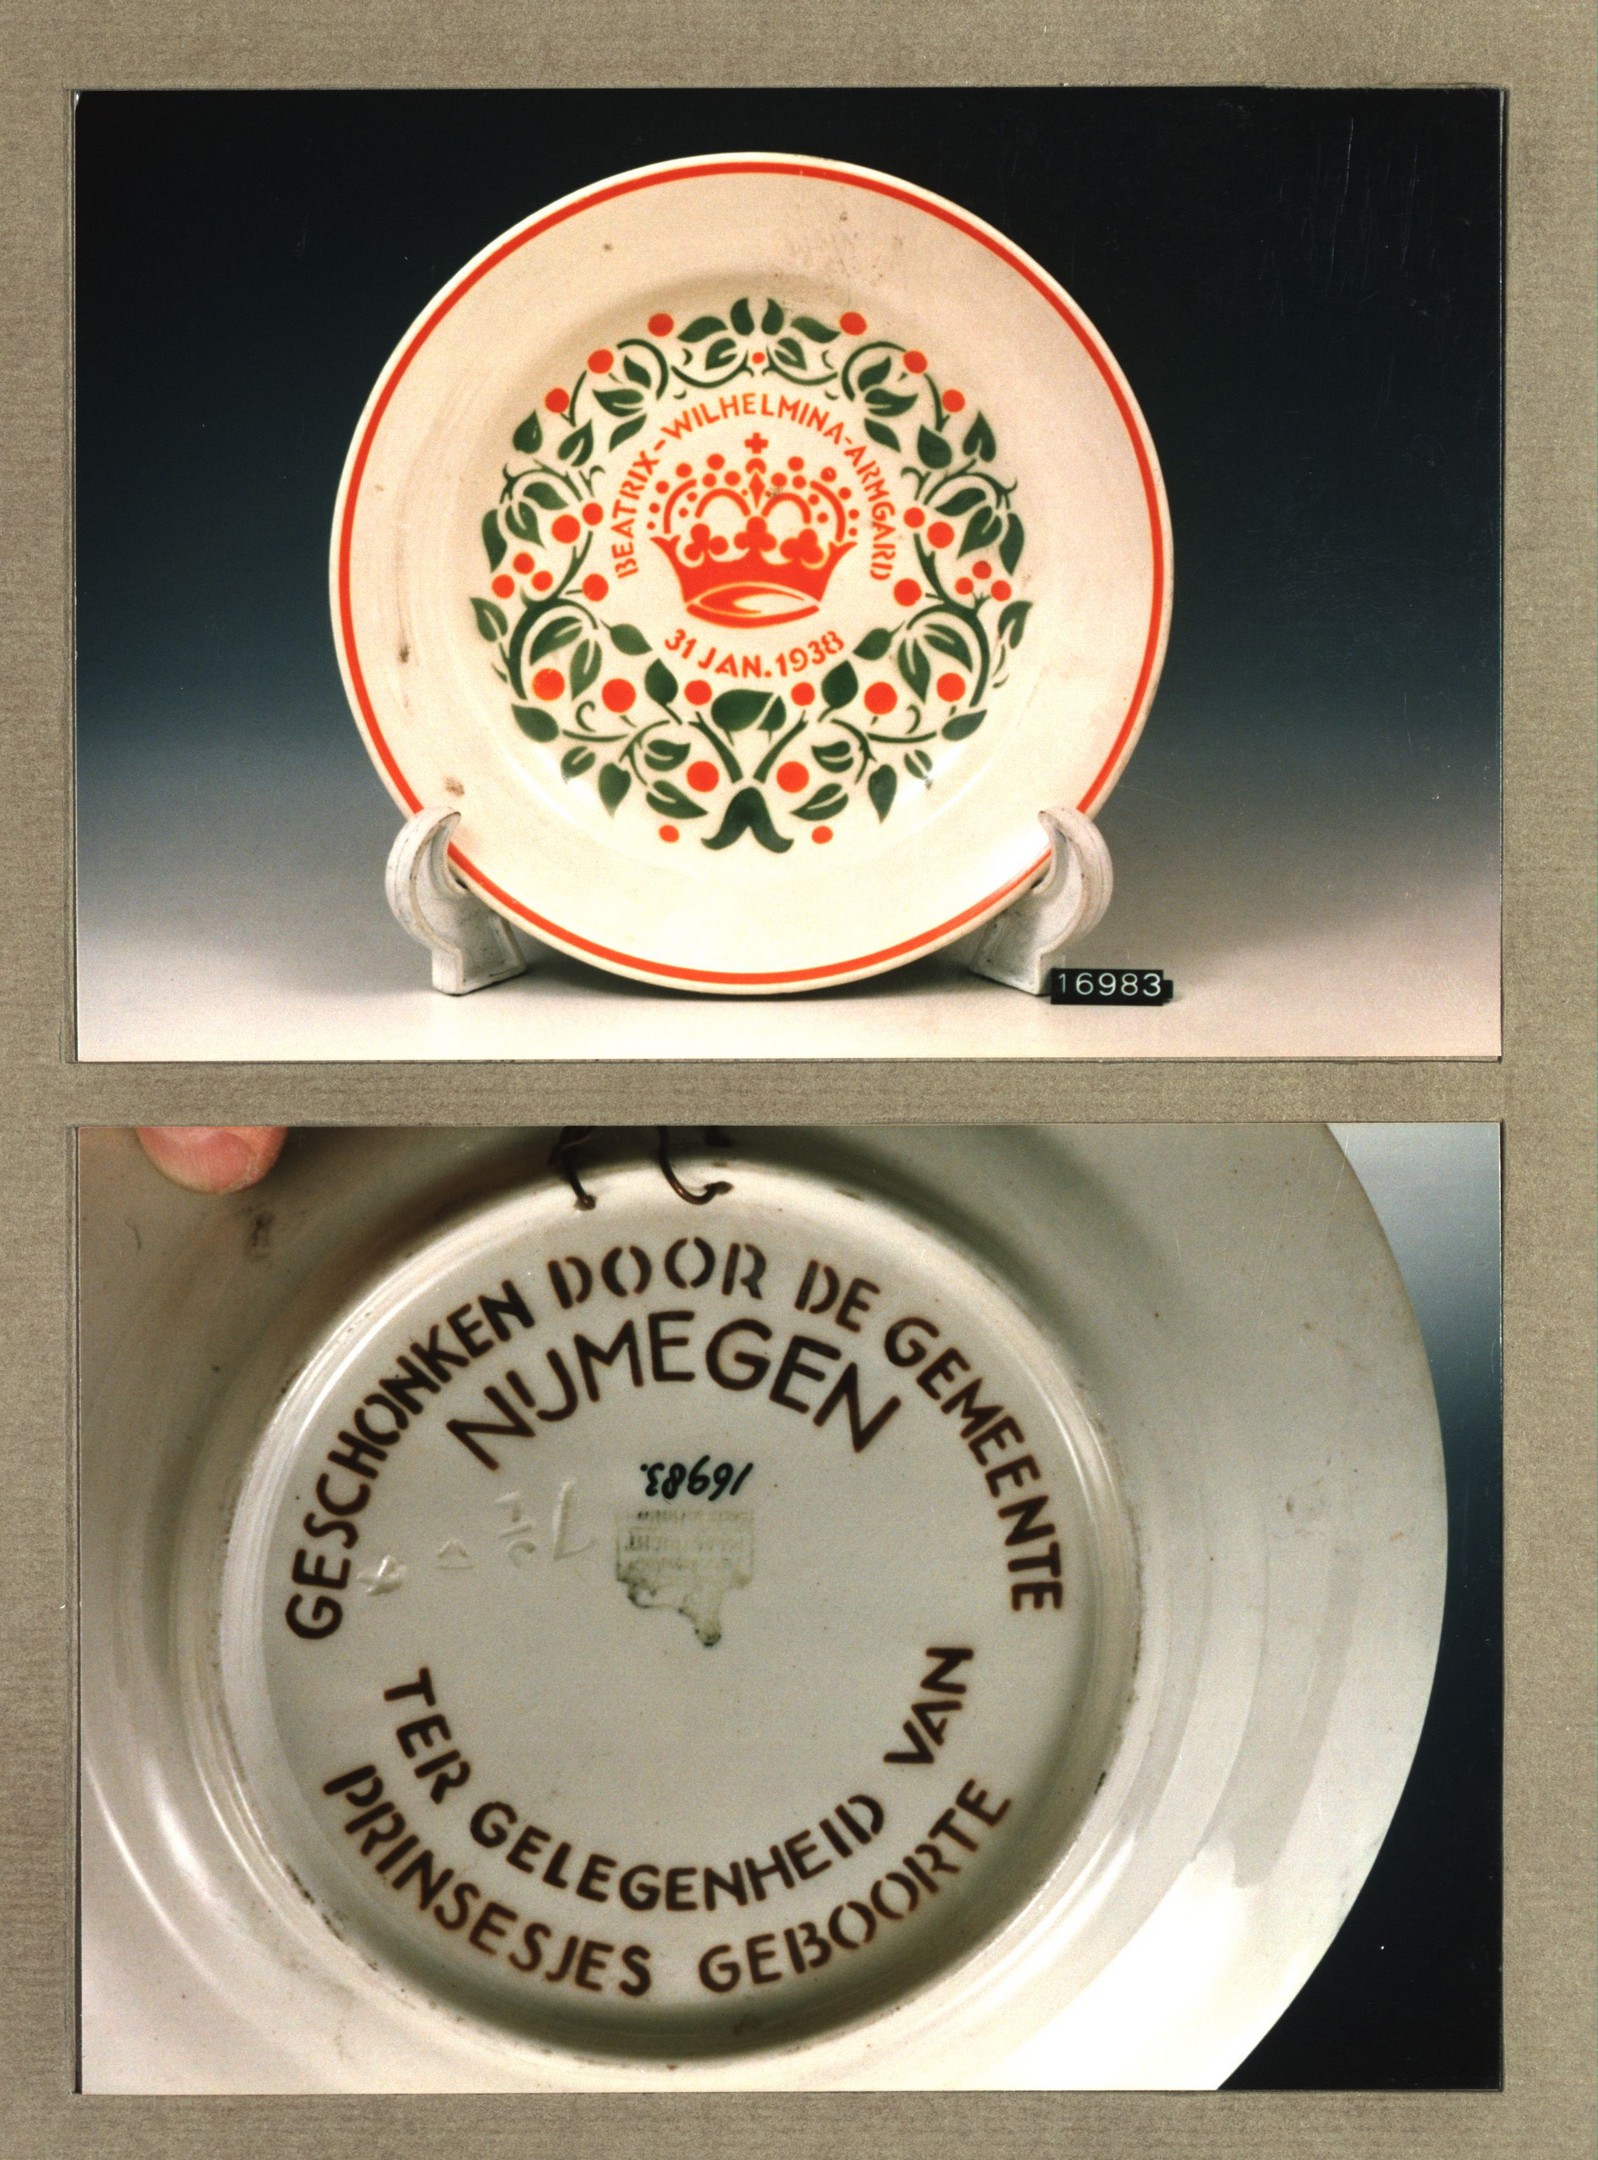 BEATRIX-WILHELMINA-ARMGARD
31 JAN. 1938
16983
GESCHONKEN DOOR DE GEMEENTE
NIJMEGEN
16983.
TER GELEGENHEID VAN
PRINSESJES GEBOORTE